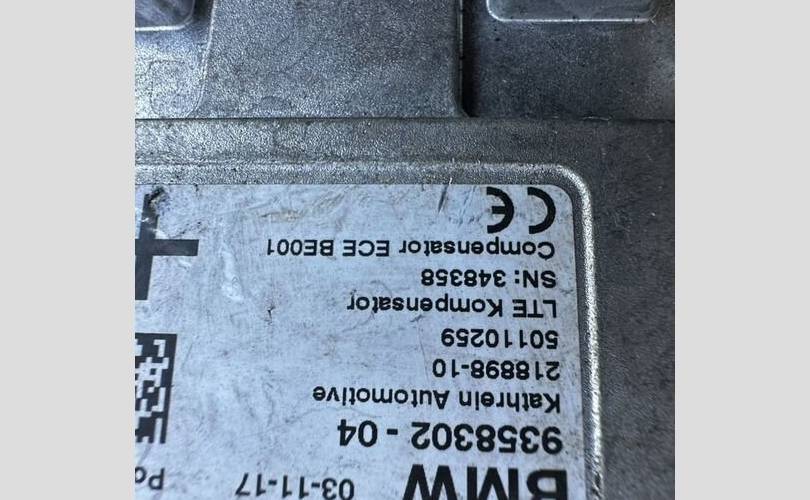 BMW 03-11-17 Po
9358302 - 04
Kathrein Automotive
218898-10
50110259
LTE Kompensator
SN: 348358
Compensator ECE BE001
CE